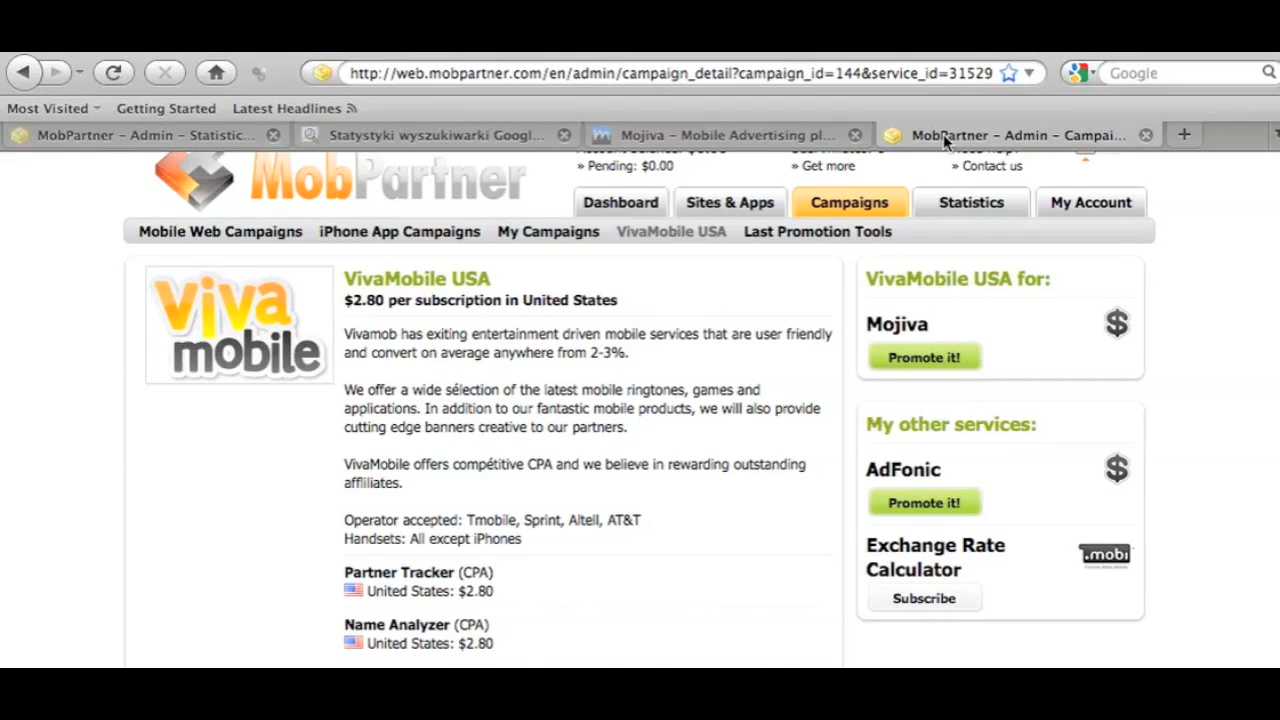 http://web.mobpartner.com/en/admin/campaign_detail?campaign_id=144&service_id=31529
Google
Most Visited
Getting Started
Latest Headlines
MobPartner – Admin – Statistic...
Statystyki wyszukiwarki Googl...
Mojiva – Mobile Advertising pl...
MobPartner – Admin – Campai...
MobPartner
» Pending: $0.00
» Get more
» Contact us
Dashboard
Sites & Apps
Campaigns
Statistics
My Account
Mobile Web Campaigns
iPhone App Campaigns
My Campaigns
VivaMobile USA
Last Promotion Tools
Viva
mobile
VivaMobile USA
$2.80 per subscription in United States
Vivamob has exiting entertainment driven mobile services that are user friendly
and convert on average anywhere from 2-3%.
We offer a wide sélection of the latest mobile ringtones, games and
applications. In addition to our fantastic mobile products, we will also provide
cutting edge banners creative to our partners.
VivaMobile offers compétitive CPA and we believe in rewarding outstanding
affliliates.
Operator accepted: Tmobile, Sprint, Altell, AT&T
Handsets: All except iPhones
Partner Tracker (CPA)
United States: $2.80
Name Analyzer (CPA)
United States: $2.80
VivaMobile USA for:
Mojiva
$
Promote it!
My other services:
AdFonic
$
Promote it!
Exchange Rate
Calculator
.mobi
Subscribe